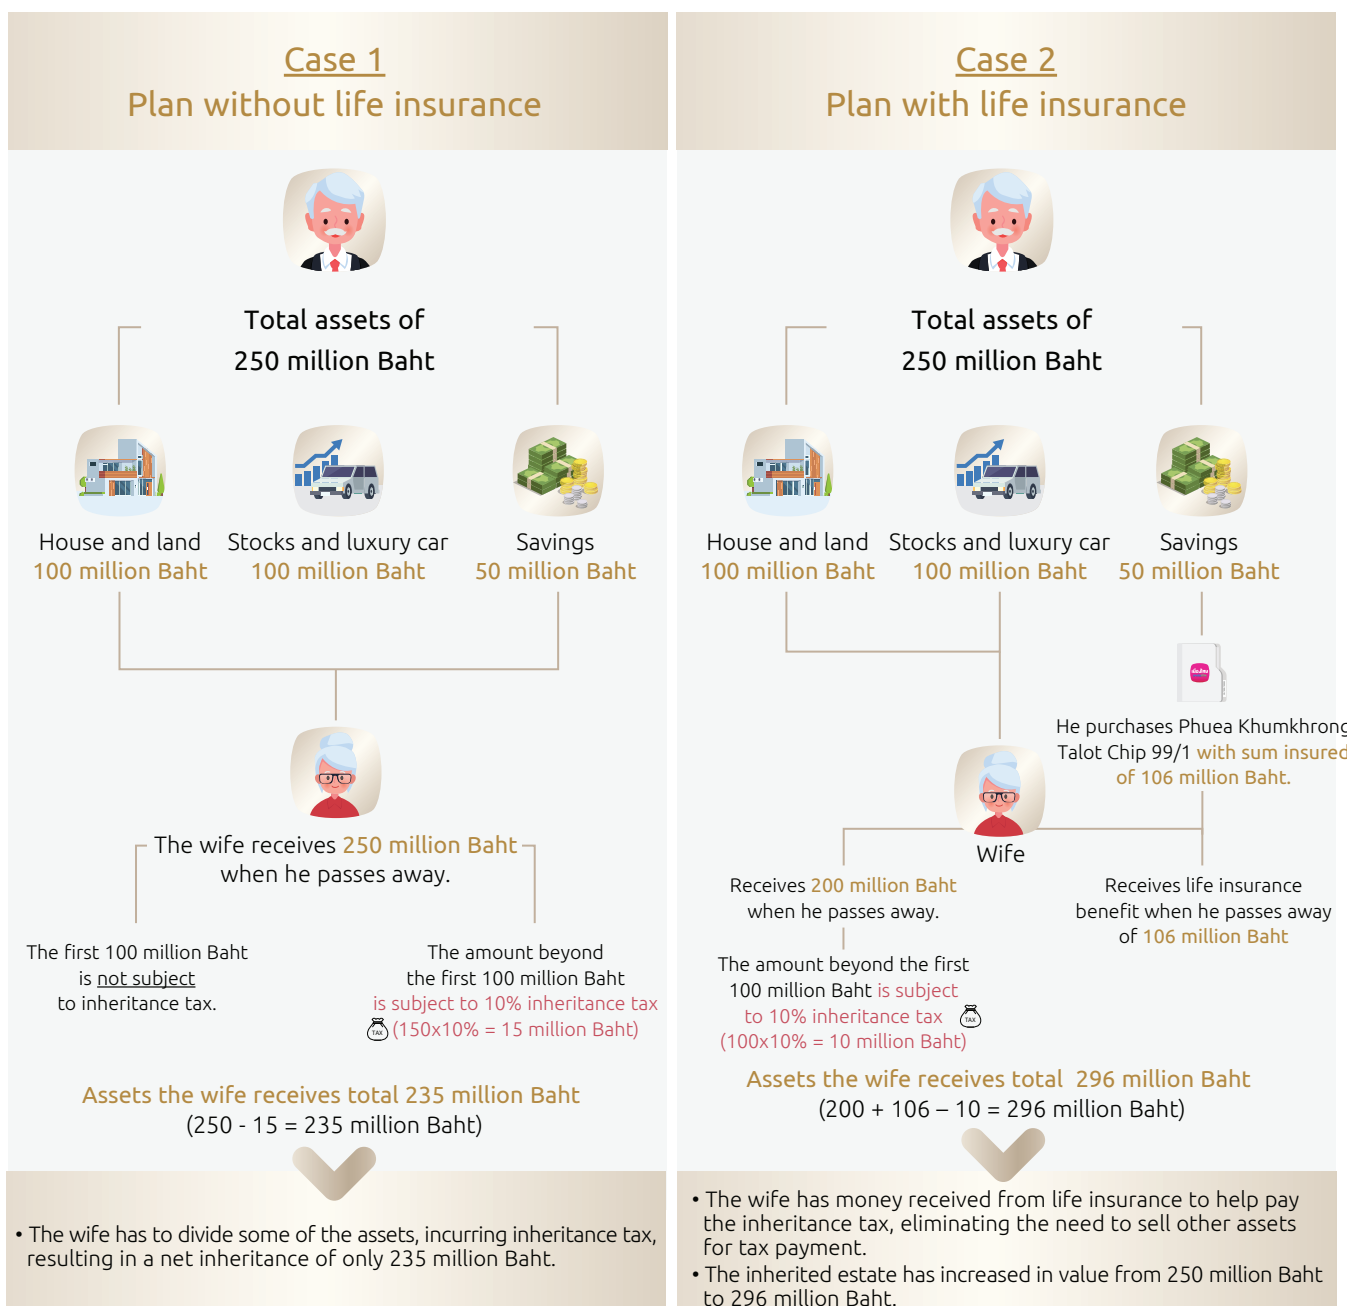 Case 1
Plan without life insurance
Total assets of
250 million Baht
House and land
100 million Baht
Stocks and luxury car
100 million Baht
Savings
50 million Baht
The wife receives 250 million Baht
when he passes away.
The first 100 million Baht
is not subject
to inheritance tax.
The amount beyond
the first 100 million Baht
is subject to 10% inheritance tax
TAX (150x10% = 15 million Baht)
Assets the wife receives total 235 million Baht
(250 - 15 = 235 million Baht)
• The wife has to divide some of the assets, incurring inheritance tax,
resulting in a net inheritance of only 235 million Baht.
Case 2
Plan with life insurance
Total assets of
250 million Baht
House and land
100 million Baht
Stocks and luxury car
100 million Baht
Savings
50 million Baht
He purchases Phuea Khumkhrong
Talot Chip 99/1 with sum insured
of 106 million Baht.
Wife
Receives 200 million Baht
when he passes away.
The amount beyond the first
100 million Baht is subject
to 10% inheritance tax TAX
(100x10% = 10 million Baht)
Receives life insurance
benefit when he passes away
of 106 million Baht
Assets the wife receives total 296 million Baht
(200 + 106 – 10 = 296 million Baht)
• The wife has money received from life insurance to help pay
the inheritance tax, eliminating the need to sell other assets
for tax payment.
• The inherited estate has increased in value from 250 million Baht
to 296 million Baht.